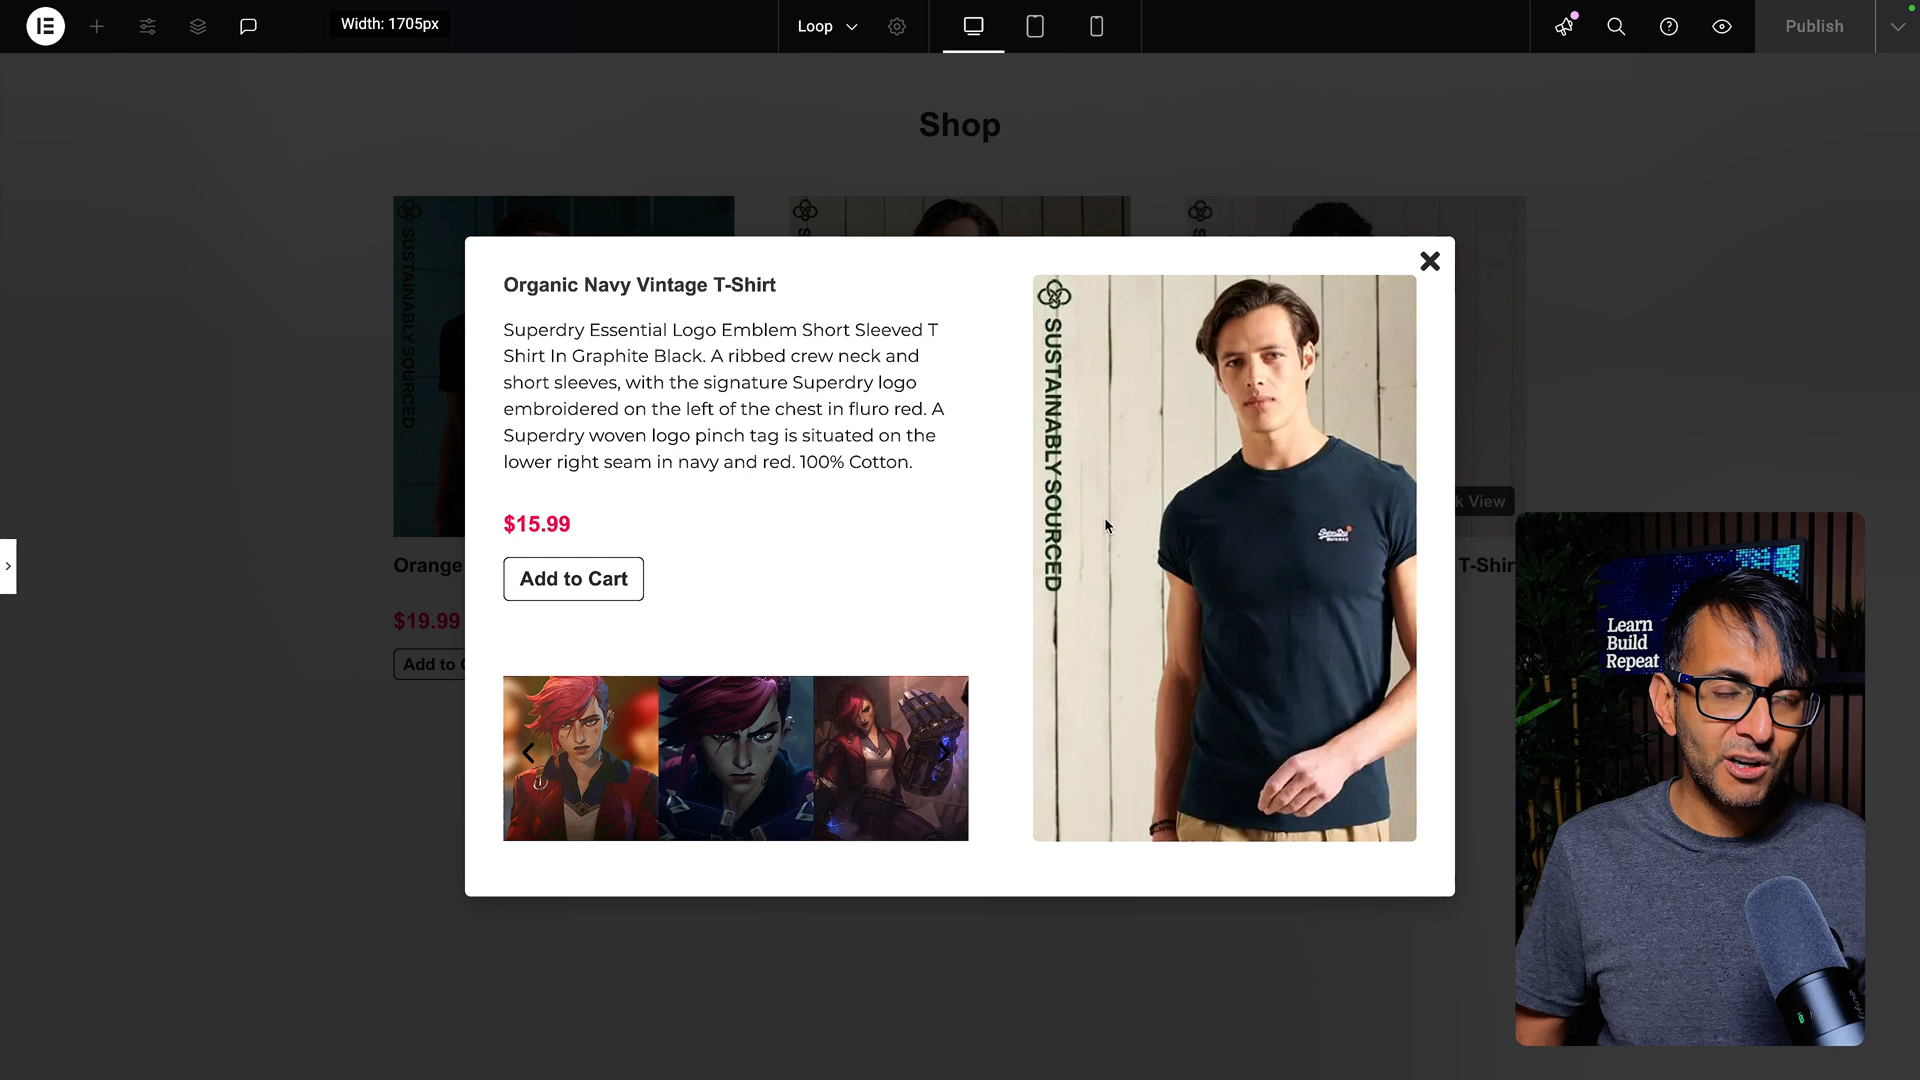 Width: 1705px
Loop
Publish
Shop
SUSTAINABLY SOURCED
Organic Navy Vintage T-Shirt
Superdry Essential Logo Emblem Short Sleeved T
Shirt In Graphite Black. A ribbed crew neck and
short sleeves, with the signature Superdry logo
embroidered on the left of the chest in fluro red. A
Superdry woven logo pinch tag is situated on the
lower right seam in navy and red. 100% Cotton.
$15.99
Add to Cart
SUSTAINABLY SOURCED
k View
Orange
T-Shir
$19.99
Add to C
Learn
Build
Repeat